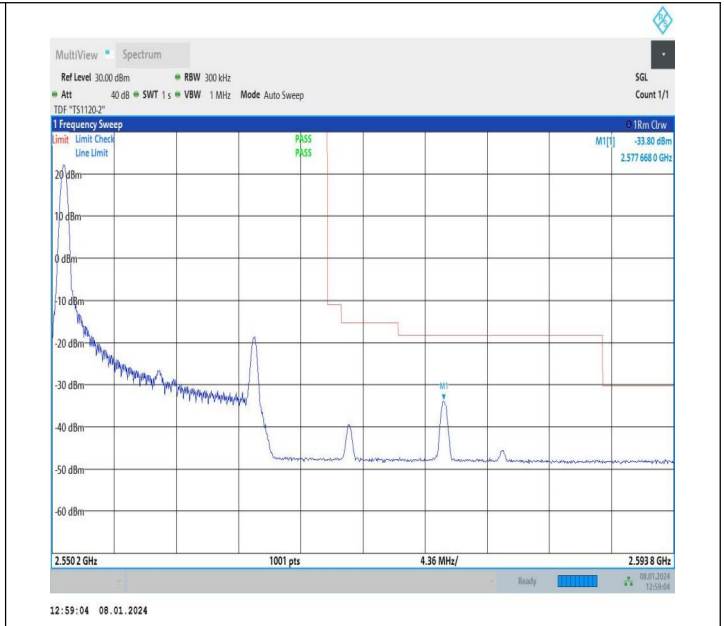 R S
MultiView Spectrum
Ref Level 30.00 dBm RBW 300 kHz SGL
Att 40 dB SWT 1 s VBW 1 MHz Mode Auto Sweep Count 1/1
TDF "TS1120-2"
1 Frequency Sweep 1Rm Clrw
Limit Limit Check PASS M1[1] -33.80 dBm
Line Limit PASS 2.577 668 0 GHz
20 dBm
10 dBm
0 dBm
-10 dBm
-20 dBm
-30 dBm
M1
-40 dBm
-50 dBm
-60 dBm
2.550 2 GHz 1001 pts 4.36 MHz/ 2.593 8 GHz
Ready 08.01.2024
12:59:04
12:59:04 08.01.2024